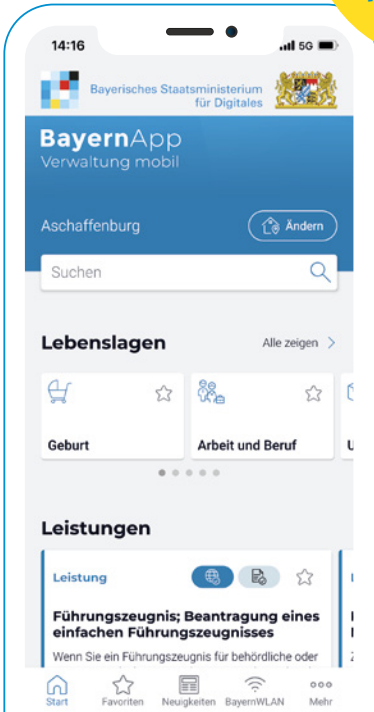 14:16
5G
Bayerisches Staatsministerium
für Digitales
BayernApp
Verwaltung mobil
Aschaffenburg
Ändern
Suchen
Lebenslagen
Alle zeigen
Geburt
Arbeit und Beruf
U
Leistungen
Leistung
Führungszeugnis; Beantragung eines
einfachen Führungszeugnisses
Wenn Sie ein Führungszeugnis für behördliche oder
Start
Favoriten
Neuigkeiten
BayernWLAN
Mehr